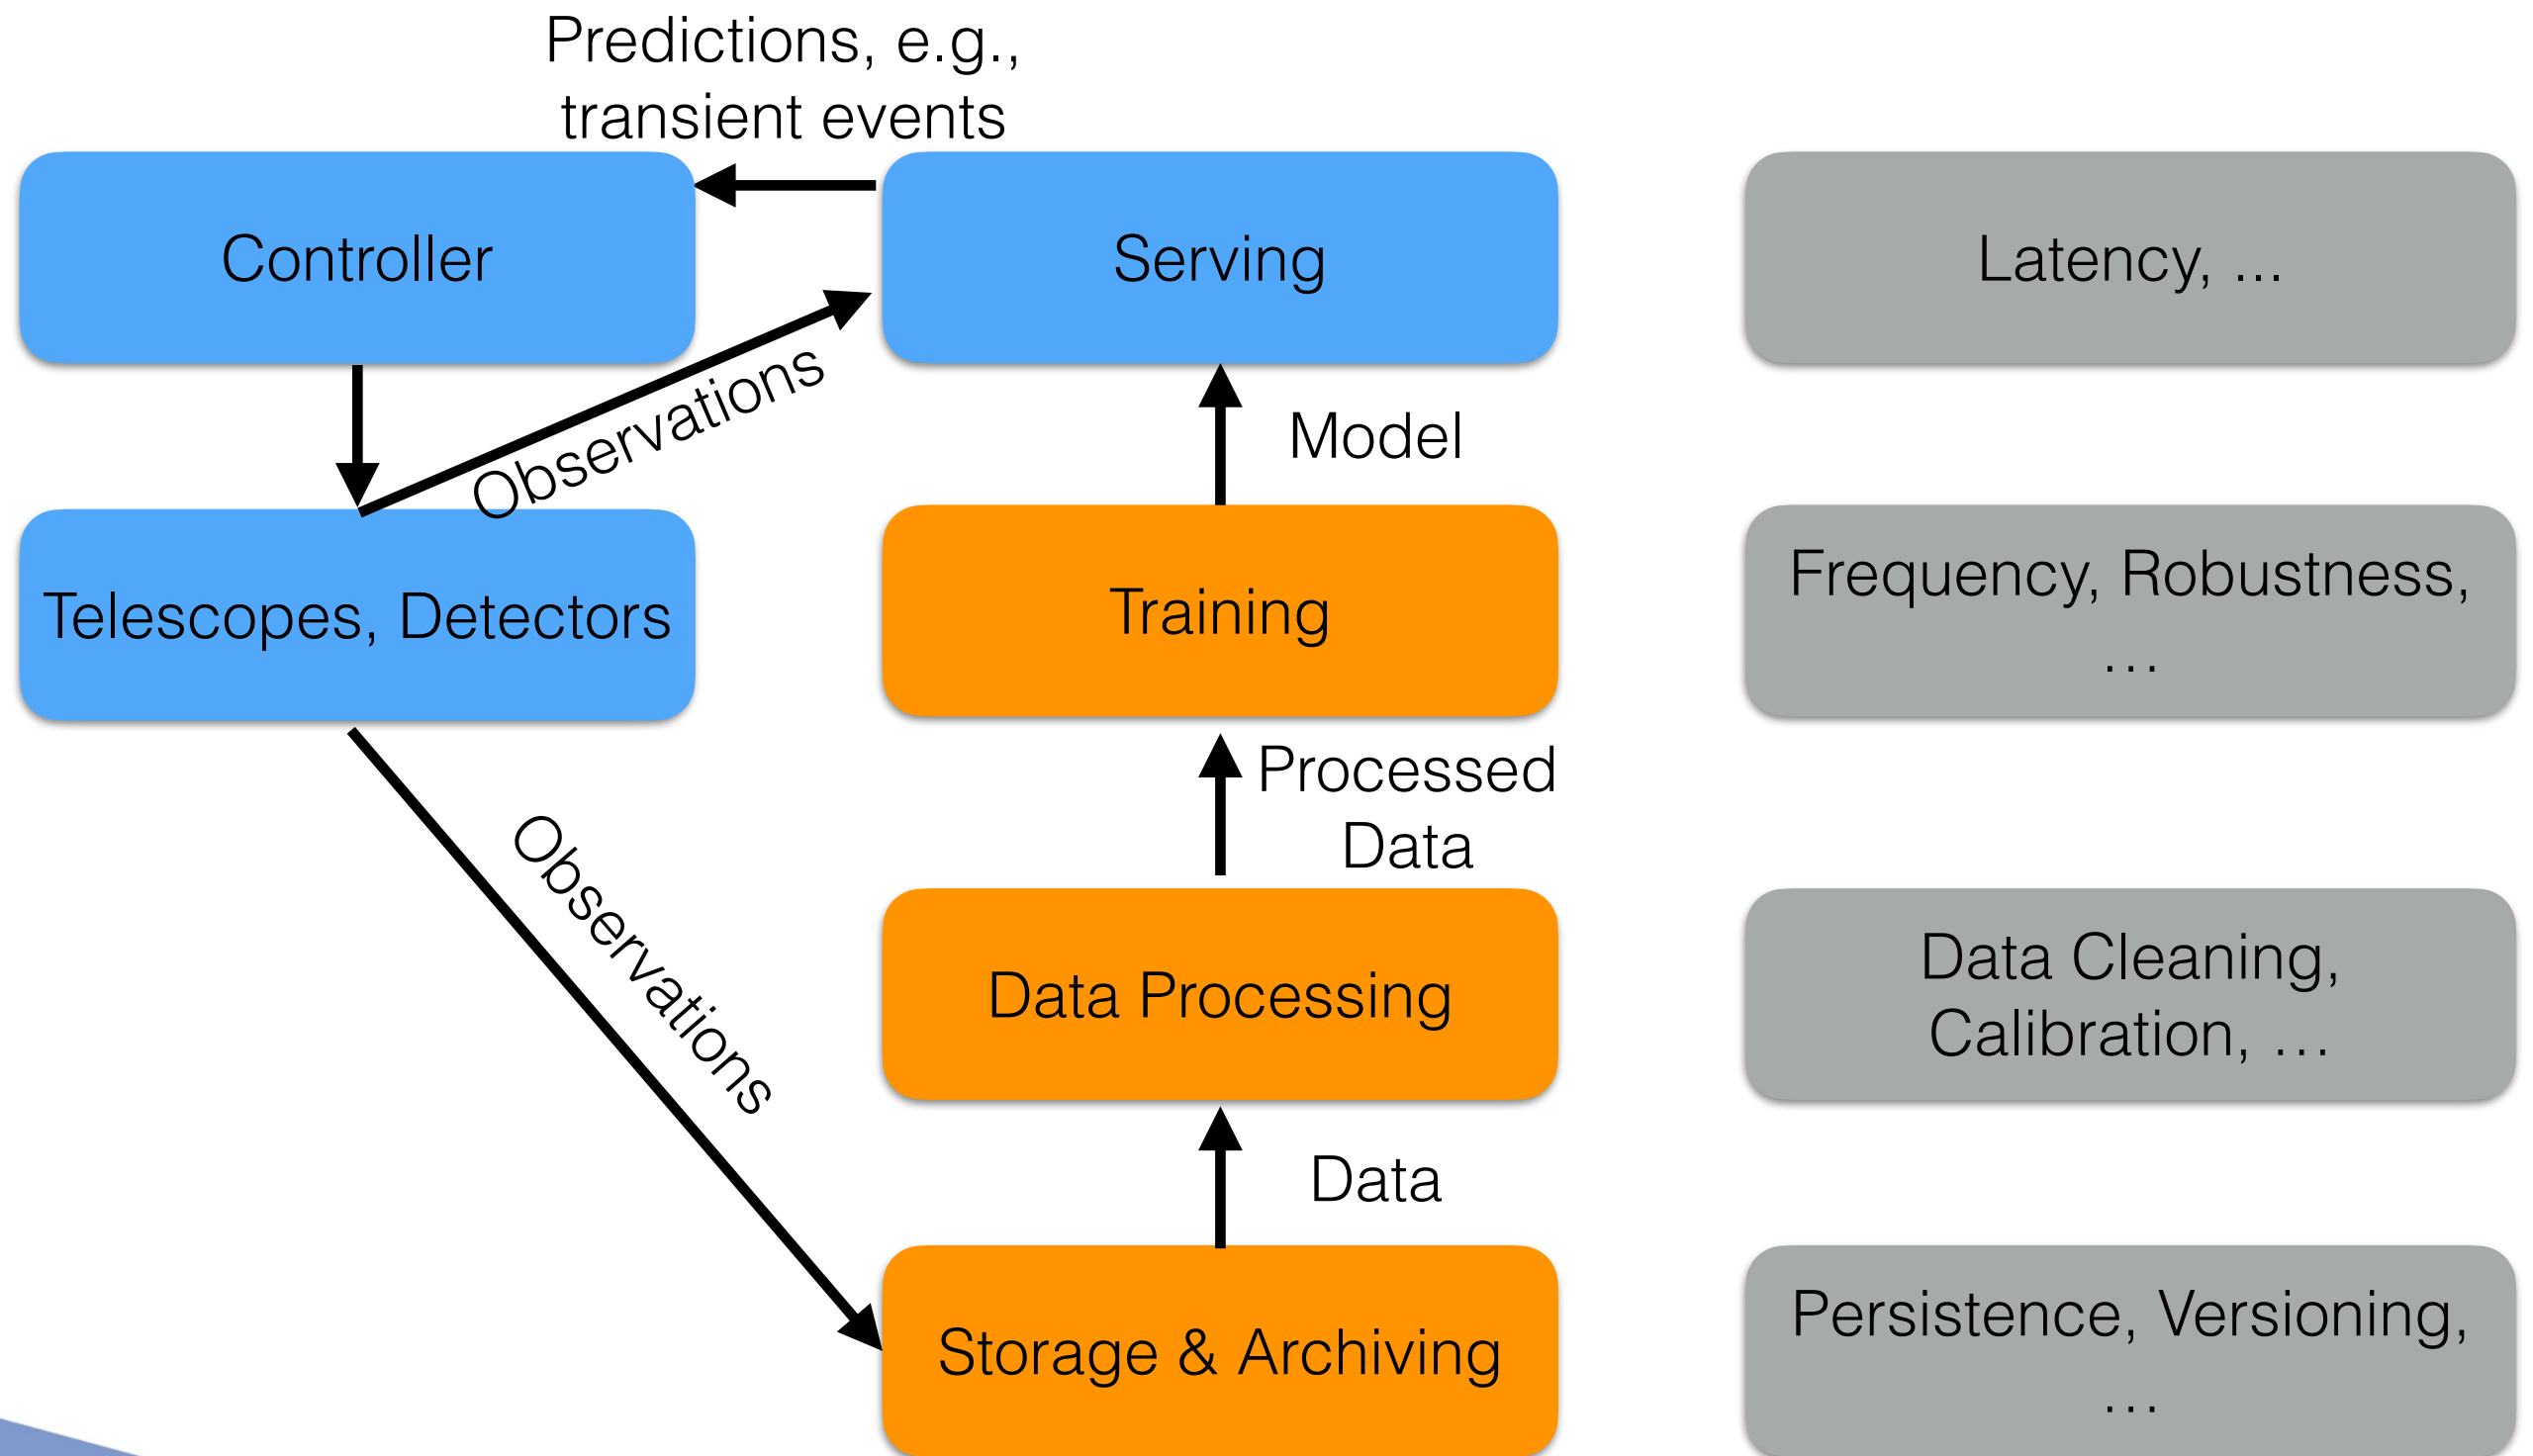 Predictions, e.g.,
transient events
Controller
Serving
Latency, ...
Observations
Model
Telescopes, Detectors
Training
Frequency, Robustness,
...
Processed
Data
Observations
Data Processing
Data Cleaning,
Calibration, ...
Data
Storage & Archiving
Persistence, Versioning,
...